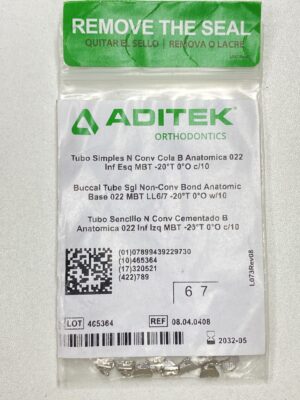 REMOVE THE SEAL
QUITAR EL SELLO | REMOVA O LACRE
ADITEK
ORTHODONTICS
Tubo Simples N Conv Cola B Anatomica 022
Inf Esq MBT -20°T 0°O c/10
Buccal Tube Sgl Non-Conv Bond Anatomic
Base 022 MBT LL6/7 -20°T 0°O w/10
Tubo Sencillo N Conv Cementado B
Anatomica 022 Inf Izq MBT -20°T 0°O c/10
(01)07899439229730
(10)465364
(17)320521
(422)789
6 7
L073Rev08
LOT 465364
REF 08.04.0408
2032-05